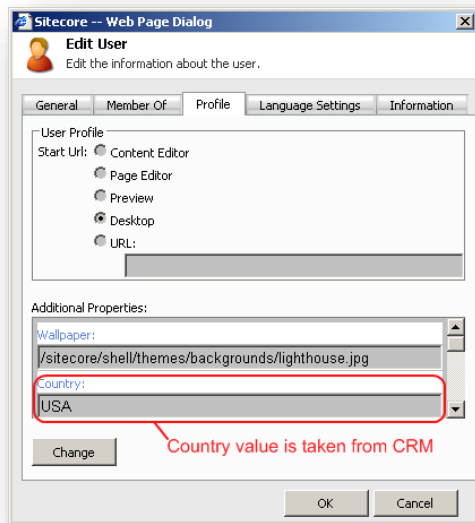 Sitecore -- Web Page Dialog
Edit User
Edit the information about the user.
General Member Of Profile Language Settings Information
User Profile
Start Url: Content Editor
Page Editor
Preview
Desktop
URL:
Additional Properties:
Wallpaper:
/sitecore/shell/themes/backgrounds/lighthouse.jpg
Country:
USA
Country value is taken from CRM
Change
OK Cancel